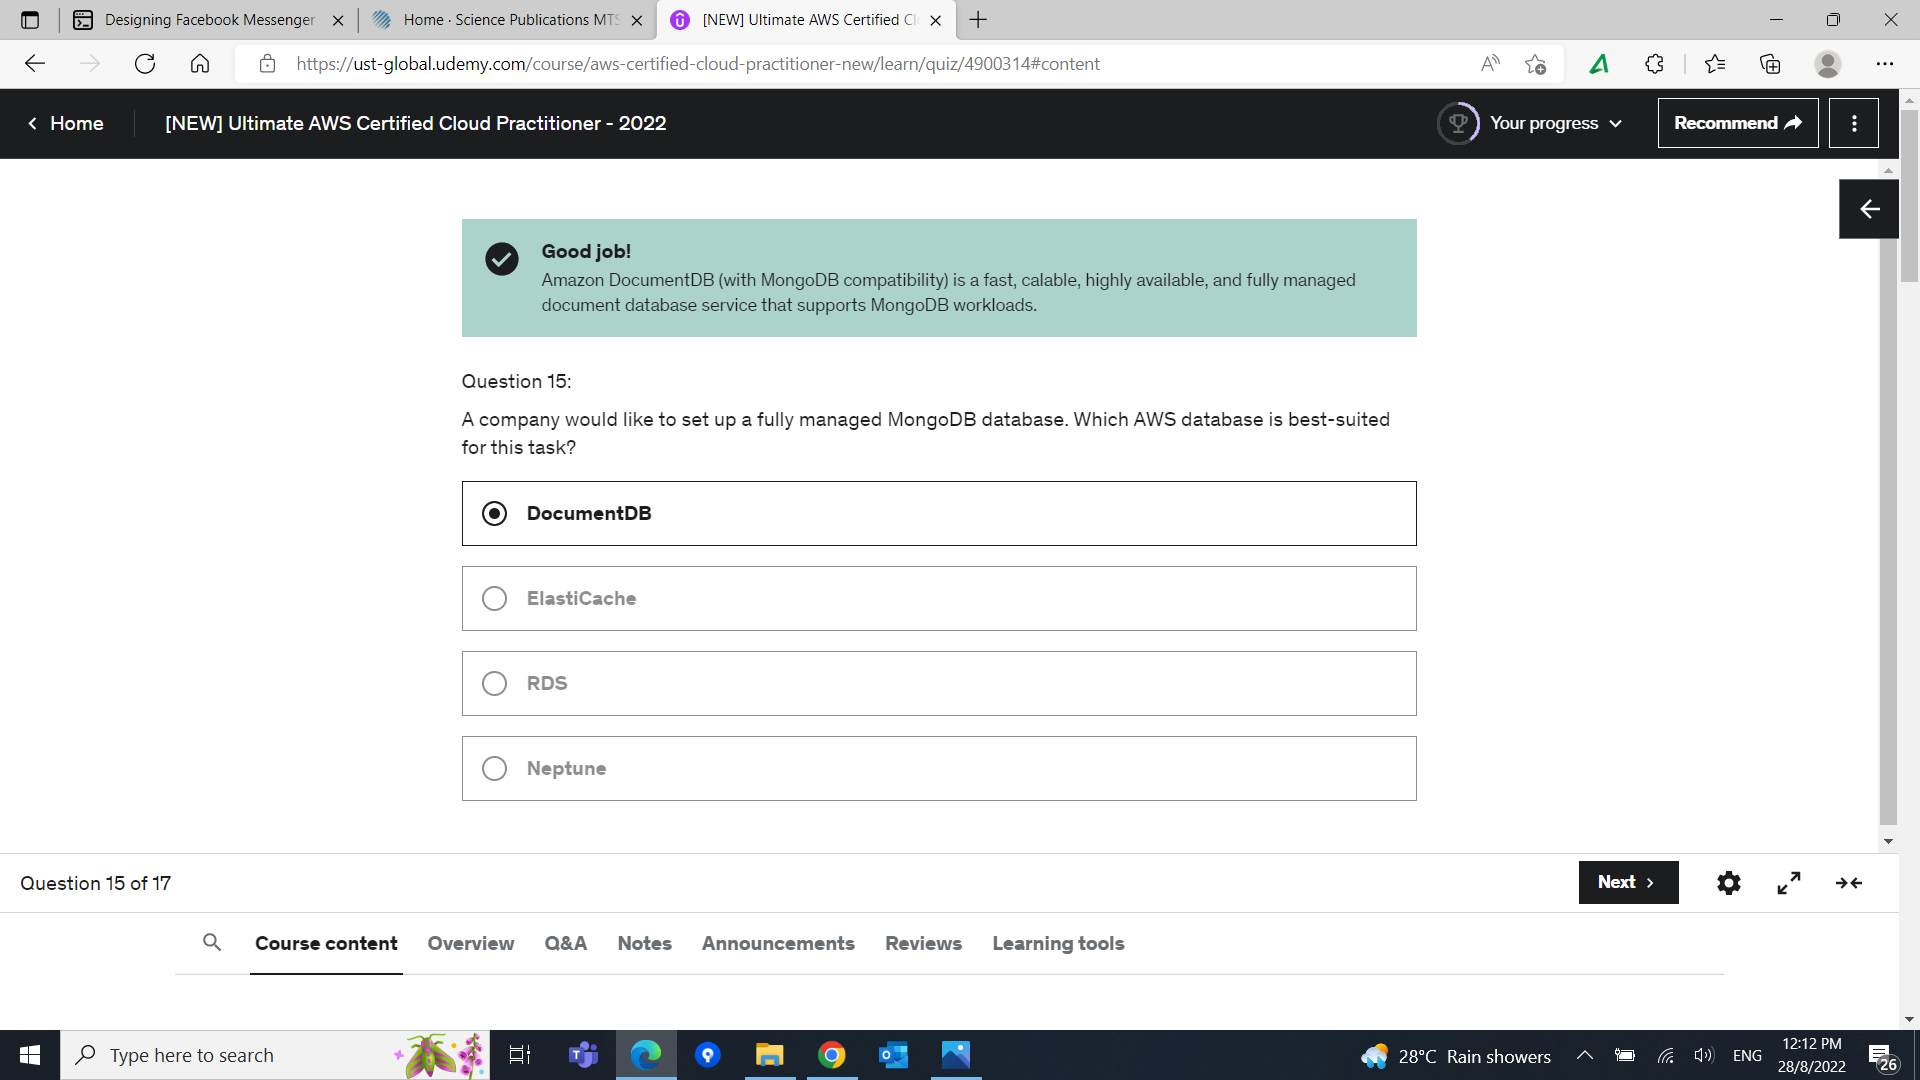 Designing Facebook Messenger
Home · Science Publications MTS
[NEW] Ultimate AWS Certified Cl
https://ust-global.udemy.com/course/aws-certified-cloud-practitioner-new/learn/quiz/4900314#content
Home
[NEW] Ultimate AWS Certified Cloud Practitioner - 2022
Your progress
Recommend
Good job!
Amazon DocumentDB (with MongoDB compatibility) is a fast, calable, highly available, and fully managed
document database service that supports MongoDB workloads.
Question 15:
A company would like to set up a fully managed MongoDB database. Which AWS database is best-suited
for this task?
DocumentDB
ElastiCache
RDS
Neptune
Question 15 of 17
Next
Course content Overview Q&A Notes Announcements Reviews Learning tools
Type here to search
28°C Rain showers
ENG
12:12 PM
28/8/2022
26